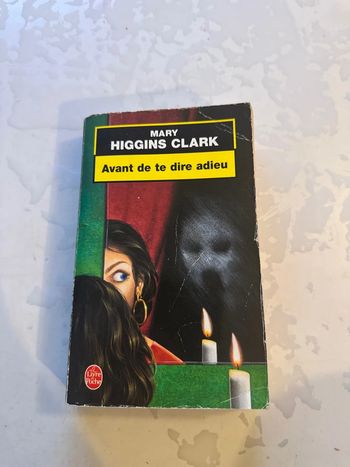 MARY
HIGGINS CLARK
Avant de te dire adieu
Le Livre
de Poche